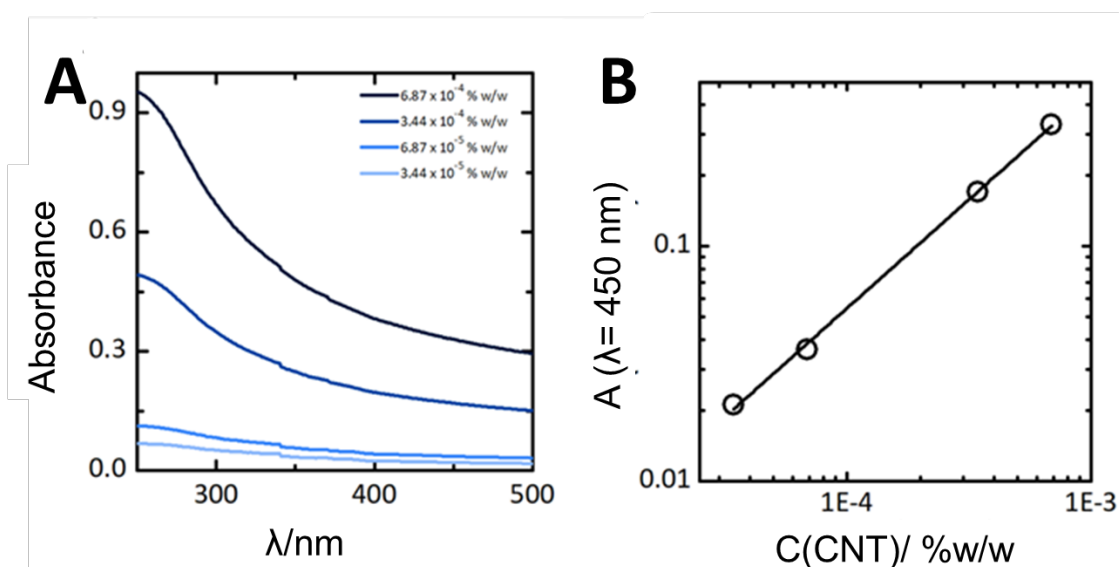 A
0.9
0.6
0.3
0.0
300
400
500
Absorbance
λ/nm
6.87 x 10⁻⁴ % w/w
3.44 x 10⁻⁴ % w/w
6.87 x 10⁻⁵ % w/w
3.44 x 10⁻⁵ % w/w
B
0.1
0.01
1E-4
1E-3
A (λ= 450 nm)
C(CNT)/ %w/w